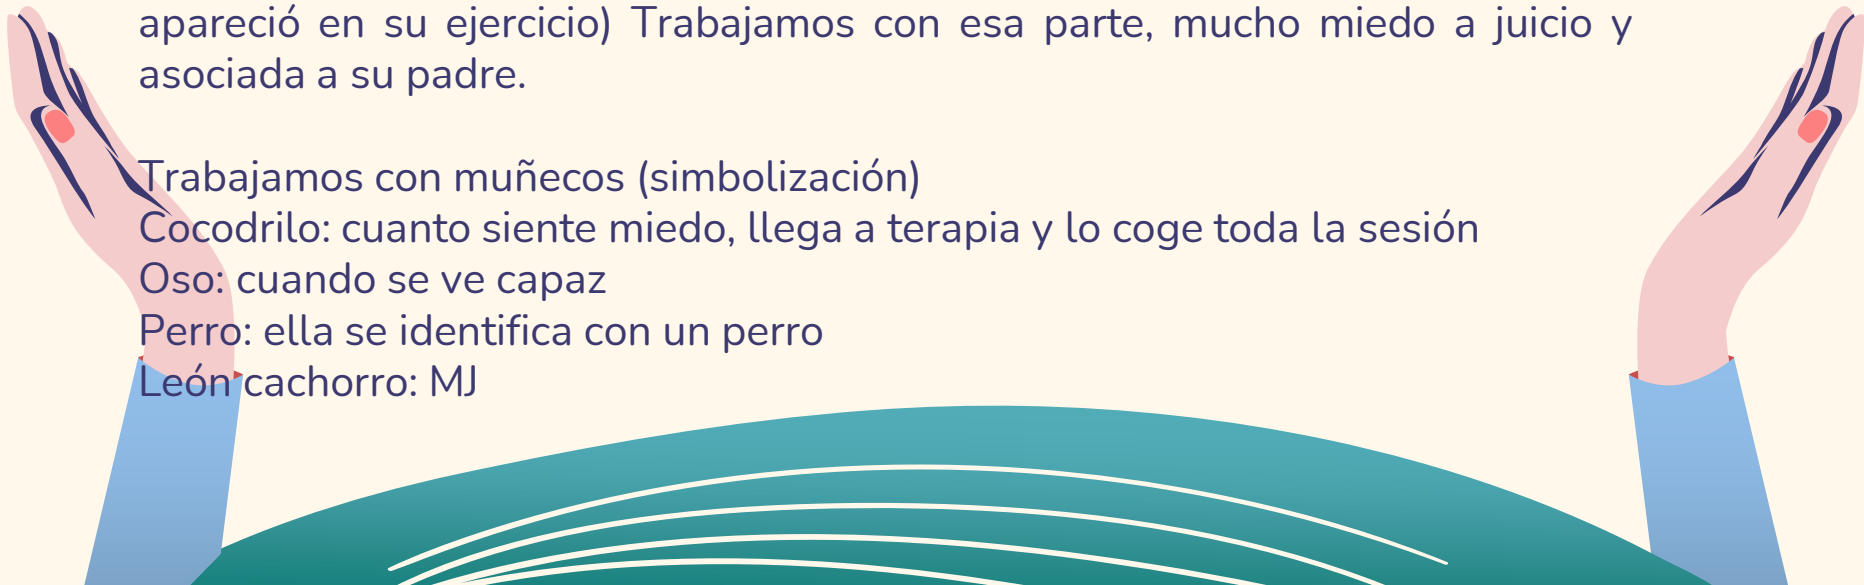 apareció en su ejercicio) Trabajamos con esa parte, mucho miedo a juicio y
asociada a su padre.
Trabajamos con muñecos (simbolización)
Cocodrilo: cuanto siente miedo, llega a terapia y lo coge toda la sesión
Oso: cuando se ve capaz
Perro: ella se identifica con un perro
León cachorro: MJ